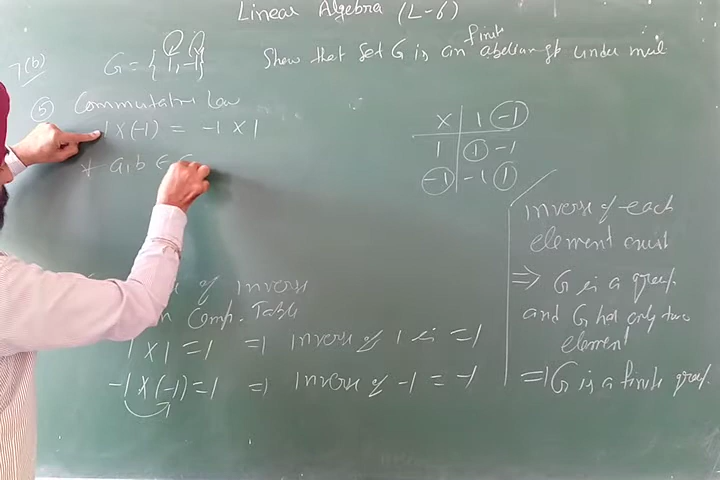 Linear Algebra (L-6)
7(b) G = {1, -1} Show that Set G is an finite abelian gp under mul
⑤ Commutative Law
1 × (-1) = -1 × 1
* a, b ∈ G
× | 1 -1
1 | 1 -1
-1 | -1 1
of inverse
Comp. Table
1 × 1 = 1 ⇒ inverse of 1 is = 1
-1 × (-1) = 1 ⇒ inverse of -1 = -1
inverse of each
element exist
⇒ G is a group
and G has only two
element
⇒ G is a finite group.